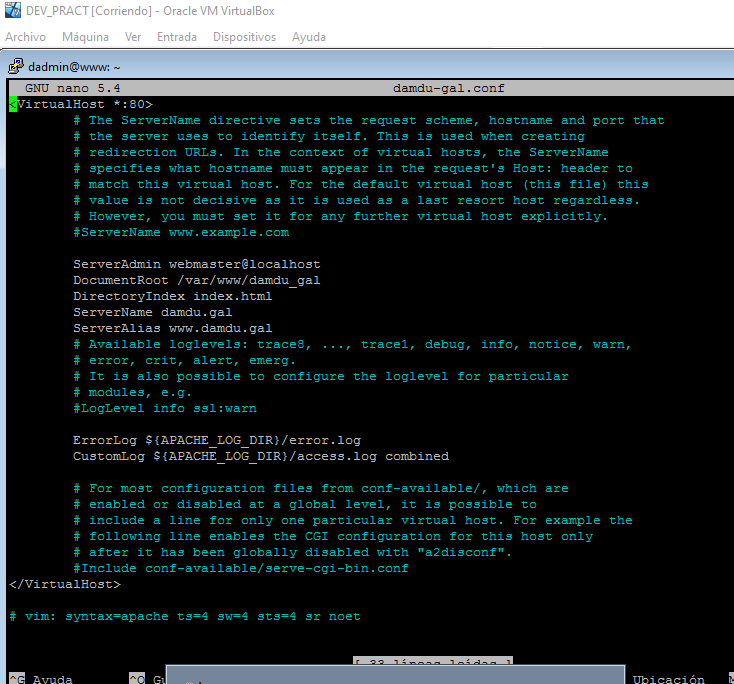 DEV_PRACT [Corriendo] - Oracle VM VirtualBox
Archivo Máquina Ver Entrada Dispositivos Ayuda
dadmin@www: ~
GNU nano 5.4 damdu-gal.conf
<VirtualHost *:80>
# The ServerName directive sets the request scheme, hostname and port that
# the server uses to identify itself. This is used when creating
# redirection URLs. In the context of virtual hosts, the ServerName
# specifies what hostname must appear in the request's Host: header to
# match this virtual host. For the default virtual host (this file) this
# value is not decisive as it is used as a last resort host regardless.
# However, you must set it for any further virtual host explicitly.
#ServerName www.example.com
ServerAdmin webmaster@localhost
DocumentRoot /var/www/damdu_gal
DirectoryIndex index.html
ServerName damdu.gal
ServerAlias www.damdu.gal
# Available loglevels: trace8, ..., trace1, debug, info, notice, warn,
# error, crit, alert, emerg.
# It is also possible to configure the loglevel for particular
# modules, e.g.
#LogLevel info ssl:warn
ErrorLog ${APACHE_LOG_DIR}/error.log
CustomLog ${APACHE_LOG_DIR}/access.log combined
# For most configuration files from conf-available/, which are
# enabled or disabled at a global level, it is possible to
# include a line for only one particular virtual host. For example the
# following line enables the CGI configuration for this host only
# after it has been globally disabled with "a2disconf".
#Include conf-available/serve-cgi-bin.conf
</VirtualHost>
# vim: syntax=apache ts=4 sw=4 sts=4 sr noet
[ 33 líneas leídas ]
^G Ayuda ^O Gu Ubicación